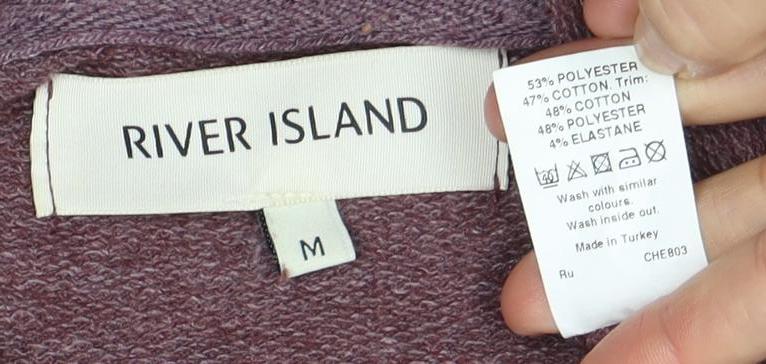 RIVER ISLAND
M
53% POLYESTER
47% COTTON. Trim:
48% COTTON
48% POLYESTER
4% ELASTANE
40
Wash with similar
colours.
Wash inside out.
Made in Turkey
Ru CHE803